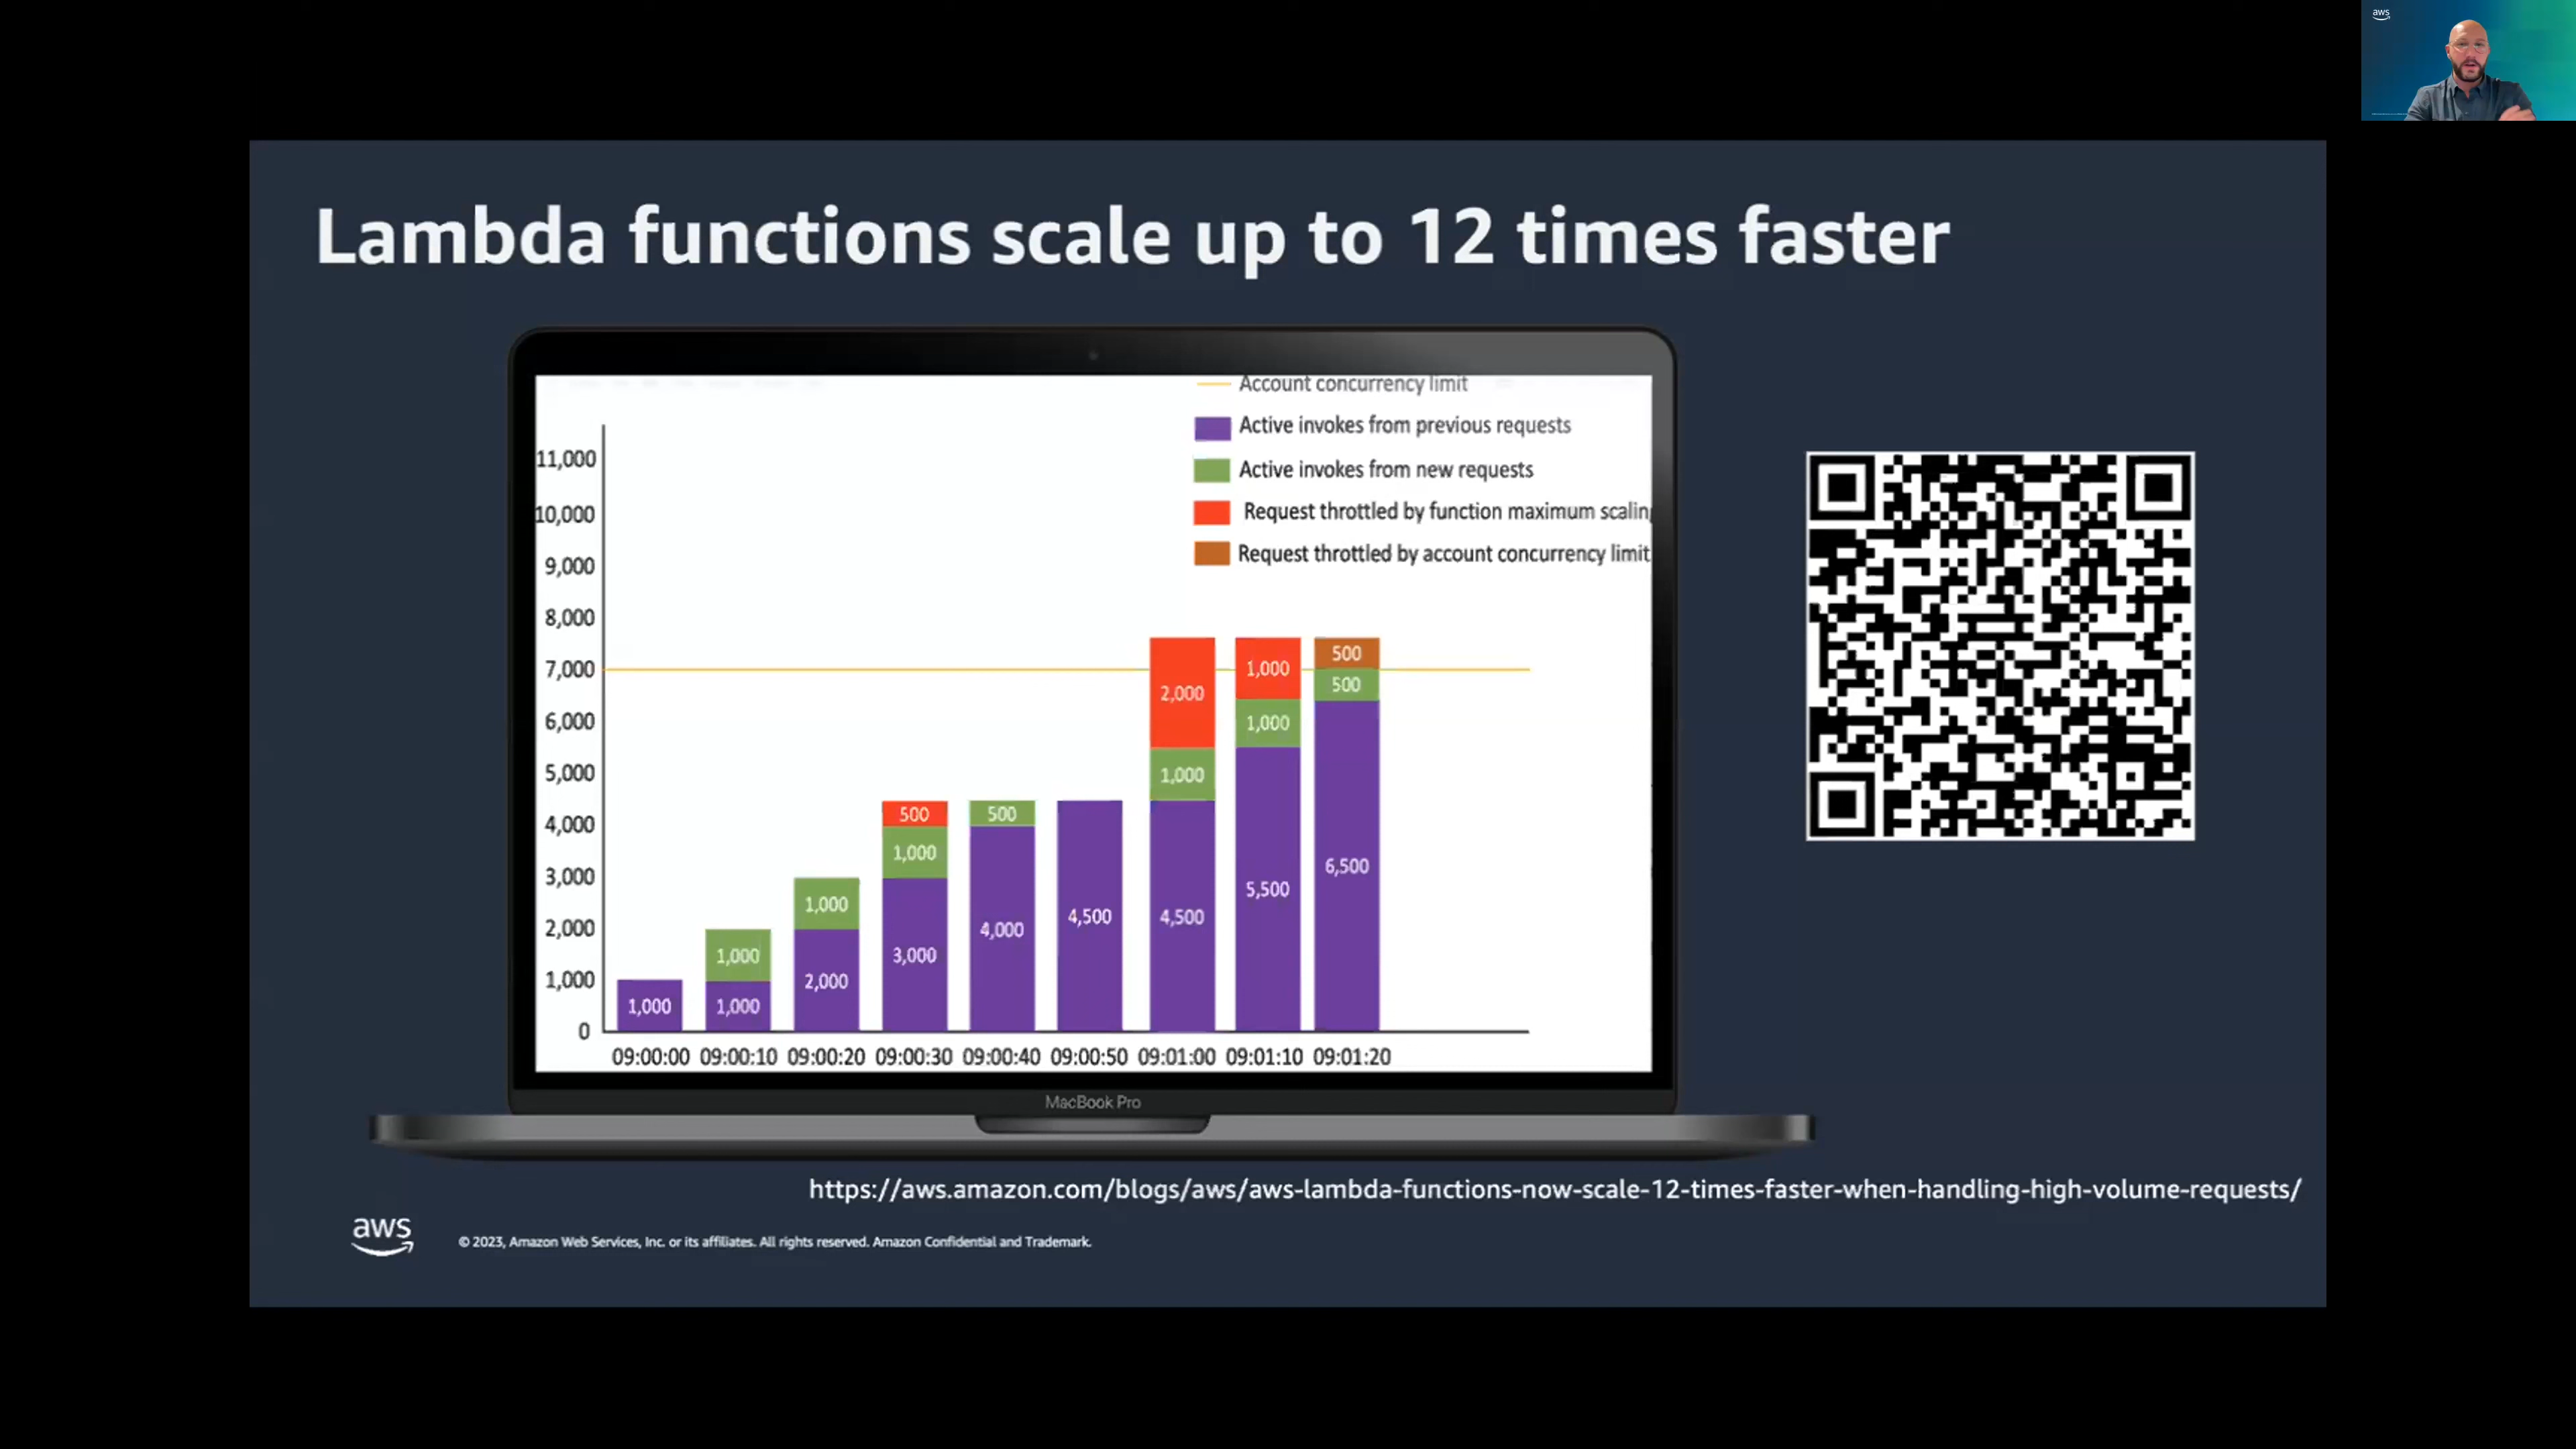 aws
Lambda functions scale up to 12 times faster
Account concurrency limit
Active invokes from previous requests
Active invokes from new requests
Request throttled by function maximum scaling
Request throttled by account concurrency limit
11,000
10,000
9,000
8,000
7,000
6,000
5,000
4,000
3,000
2,000
1,000
0
1,000
1,000
1,000
1,000
2,000
500
1,000
3,000
500
4,000
4,500
2,000
1,000
4,500
1,000
1,000
5,500
500
500
6,500
09:00:00 09:00:10 09:00:20 09:00:30 09:00:40 09:00:50 09:01:00 09:01:10 09:01:20
MacBook Pro
https://aws.amazon.com/blogs/aws/aws-lambda-functions-now-scale-12-times-faster-when-handling-high-volume-requests/
aws
© 2023, Amazon Web Services, Inc. or its affiliates. All rights reserved. Amazon Confidential and Trademark.